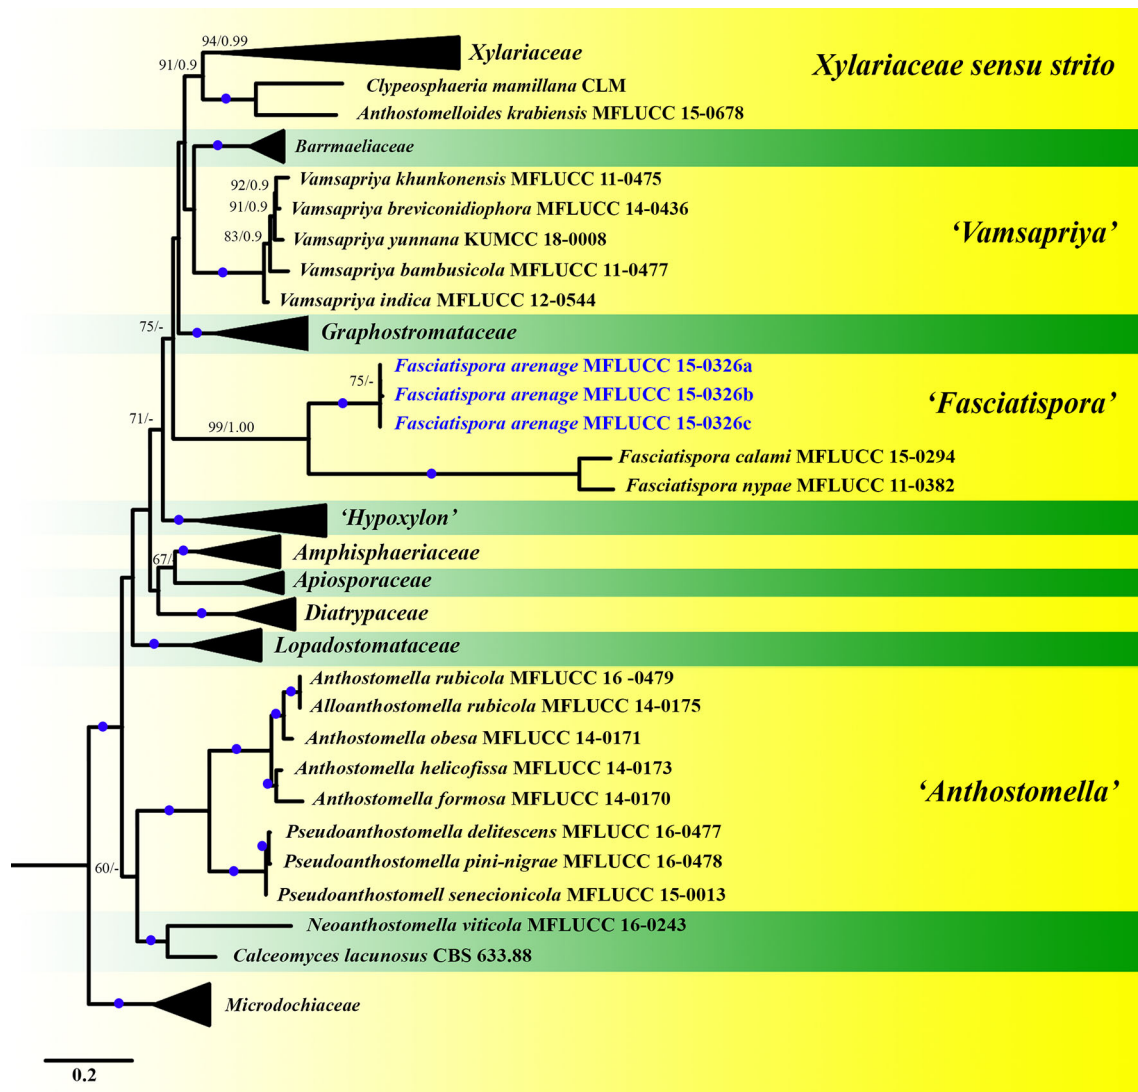 94/0.99
Xylariaceae
Xylariaceae sensu strito
91/0.9
Clypeosphaeria mamillana CLM
Anthostomelloides krabiensis MFLUCC 15-0678
Barrmaeliaceae
92/0.9
Vamsapriya khunkonensis MFLUCC 11-0475
91/0.9
Vamsapriya breviconidiophora MFLUCC 14-0436
83/0.9
Vamsapriya yunnana KUMCC 18-0008
‘Vamsapriya’
Vamsapriya bambusicola MFLUCC 11-0477
Vamsapriya indica MFLUCC 12-0544
75/-
Graphostromataceae
Fasciatispora arenage MFLUCC 15-0326a
75/-
Fasciatispora arenage MFLUCC 15-0326b
‘Fasciatispora’
Fasciatispora arenage MFLUCC 15-0326c
71/-
99/1.00
Fasciatispora calami MFLUCC 15-0294
Fasciatispora nypae MFLUCC 11-0382
‘Hypoxylon’
Amphisphaeriaceae
67/-
Apiosporaceae
Diatrypaceae
Lopadostomataceae
Anthostomella rubicola MFLUCC 16 -0479
Alloanthostomella rubicola MFLUCC 14-0175
Anthostomella obesa MFLUCC 14-0171
Anthostomella helicofissa MFLUCC 14-0173
‘Anthostomella’
Anthostomella formosa MFLUCC 14-0170
Pseudoanthostomella delitescens MFLUCC 16-0477
Pseudoanthostomella pini-nigrae MFLUCC 16-0478
60/-
Pseudoanthostomell senecionicola MFLUCC 15-0013
Neoanthostomella viticola MFLUCC 16-0243
Calceomyces lacunosus CBS 633.88
Microdochiaceae
0.2